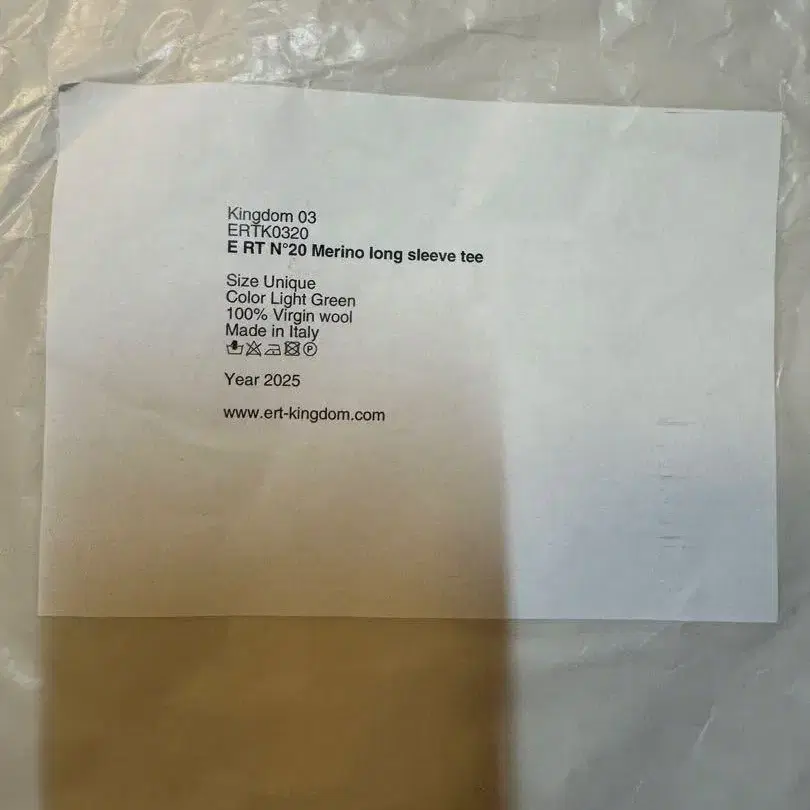 Kingdom 03
ERTK0320
E RT N°20 Merino long sleeve tee
Size Unique
Color Light Green
100% Virgin wool
Made in Italy
P
Year 2025
www.ert-kingdom.com